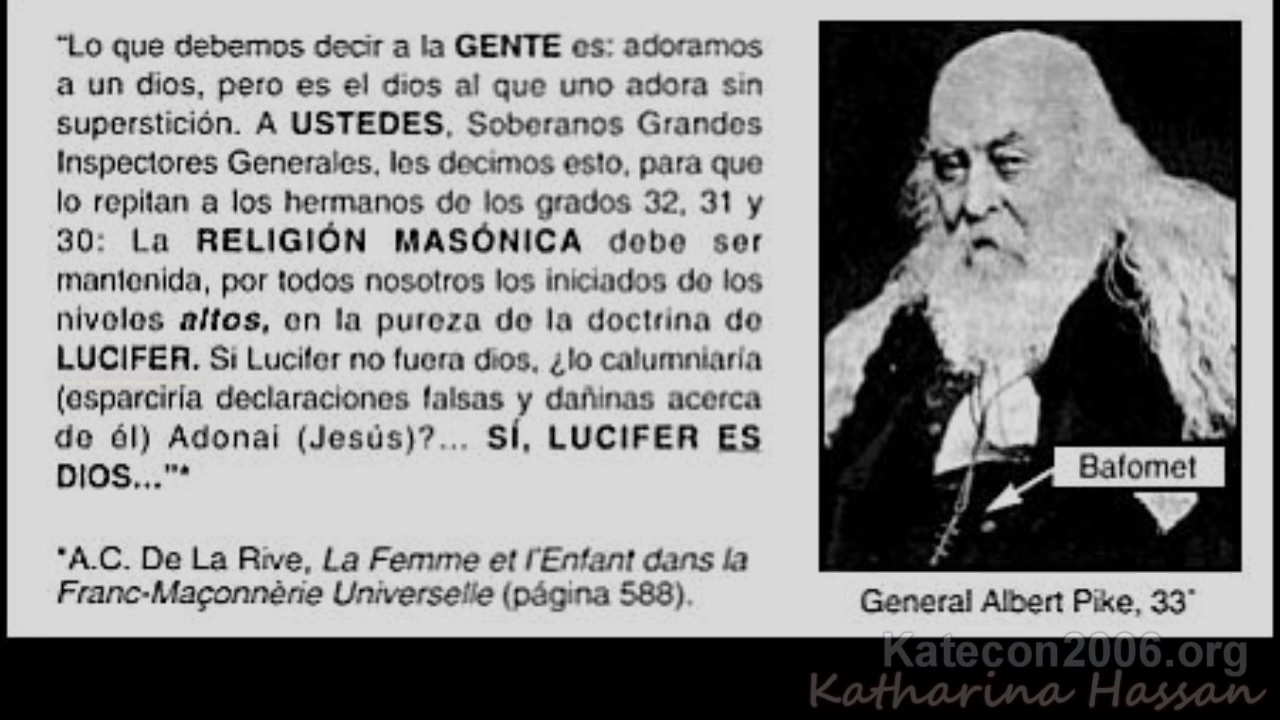 "Lo que debemos decir a la GENTE es: adoramos
a un dios, pero es el dios al que uno adora sin
superstición. A USTEDES, Soberanos Grandes
Inspectores Generales, les decimos esto, para que
lo repitan a los hermanos de los grados 32, 31 y
30: La RELIGIÓN MASÓNICA debe ser
mantenida, por todos nosotros los iniciados de los
niveles altos, en la pureza de la doctrina de
LUCIFER. Si Lucifer no fuera dios, ¿lo calumniaría
(esparciría declaraciones falsas y dañinas acerca
de él) Adonai (Jesús)?... SÍ, LUCIFER ES
DIOS..."*
*A.C. De La Rive, La Femme et l'Enfant dans la
Franc-Maçonnèrie Universelle (página 588).
Bafomet
General Albert Pike, 33°
Katecon2006.org
Katharina Hassan